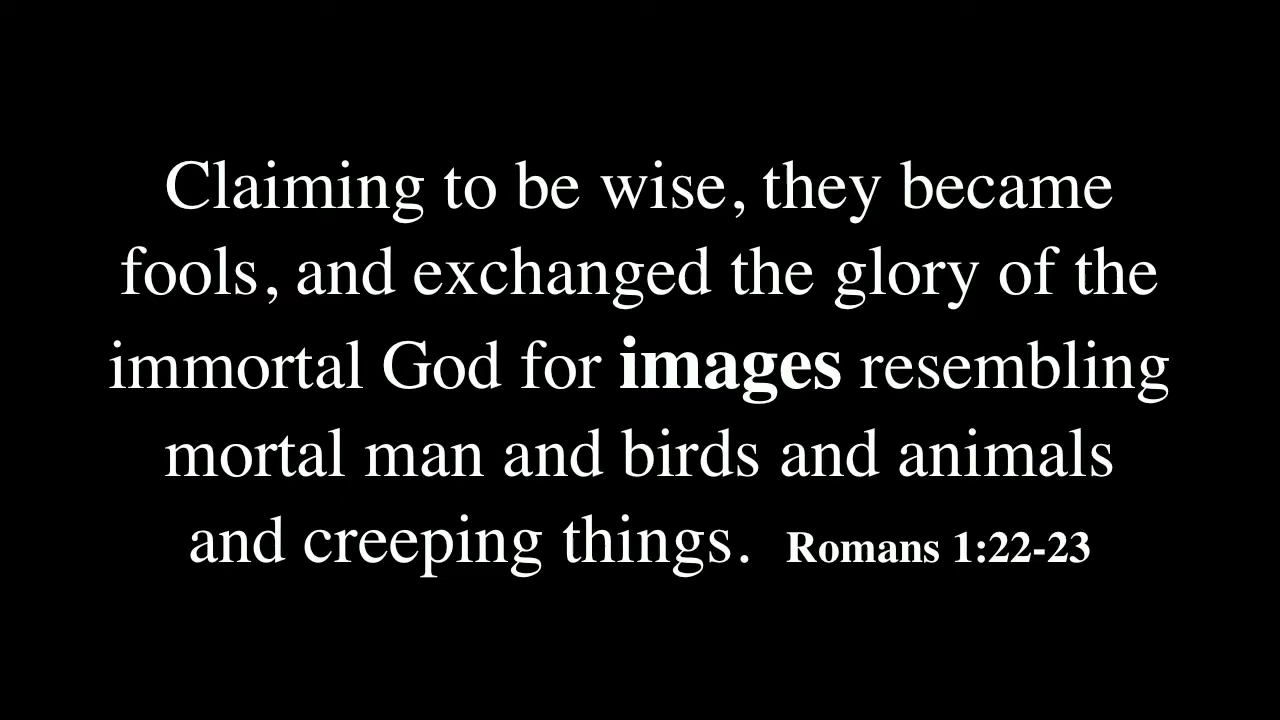 Claiming to be wise, they became
fools, and exchanged the glory of the
immortal God for images resembling
mortal man and birds and animals
and creeping things. Romans 1:22-23